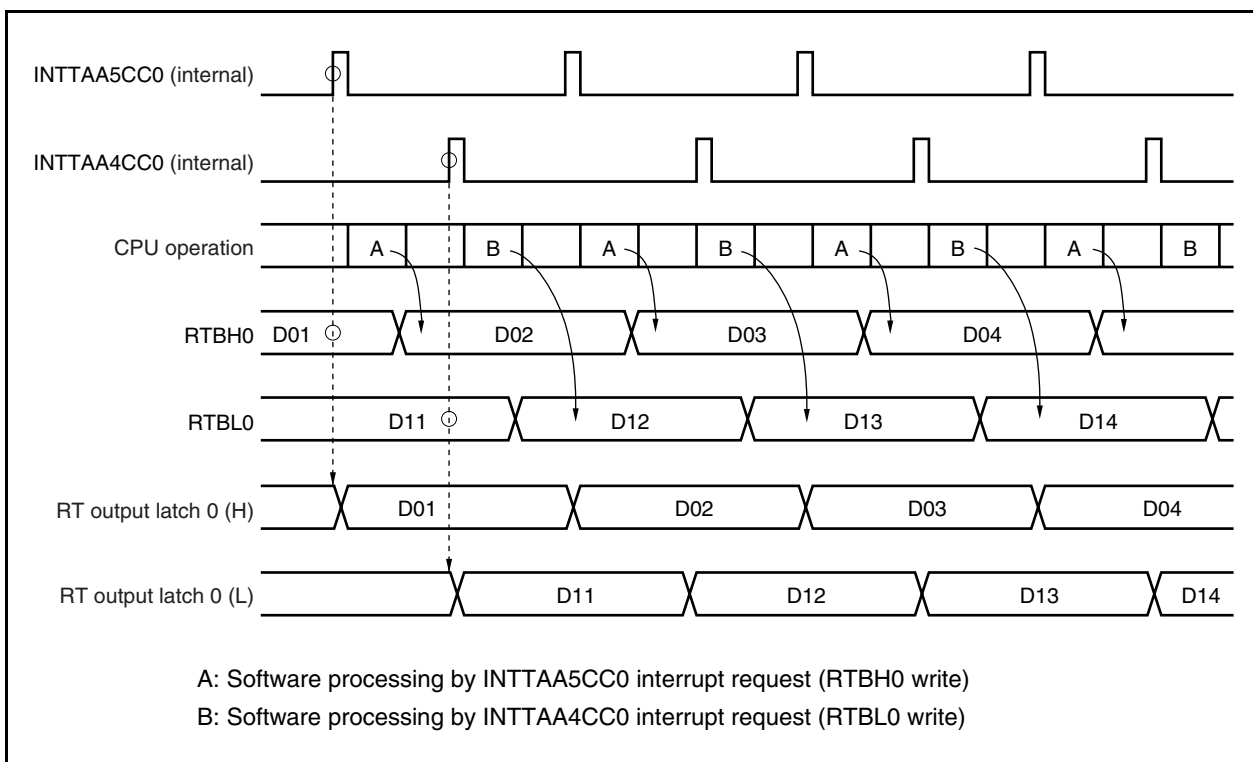 INTTAA5CC0 (internal)
INTTAA4CC0 (internal)
CPU operation A B A B A B A B
RTBH0 D01 D02 D03 D04
RTBL0 D11 D12 D13 D14
RT output latch 0 (H) D01 D02 D03 D04
RT output latch 0 (L) D11 D12 D13 D14
A: Software processing by INTTAA5CC0 interrupt request (RTBH0 write)
B: Software processing by INTTAA4CC0 interrupt request (RTBL0 write)